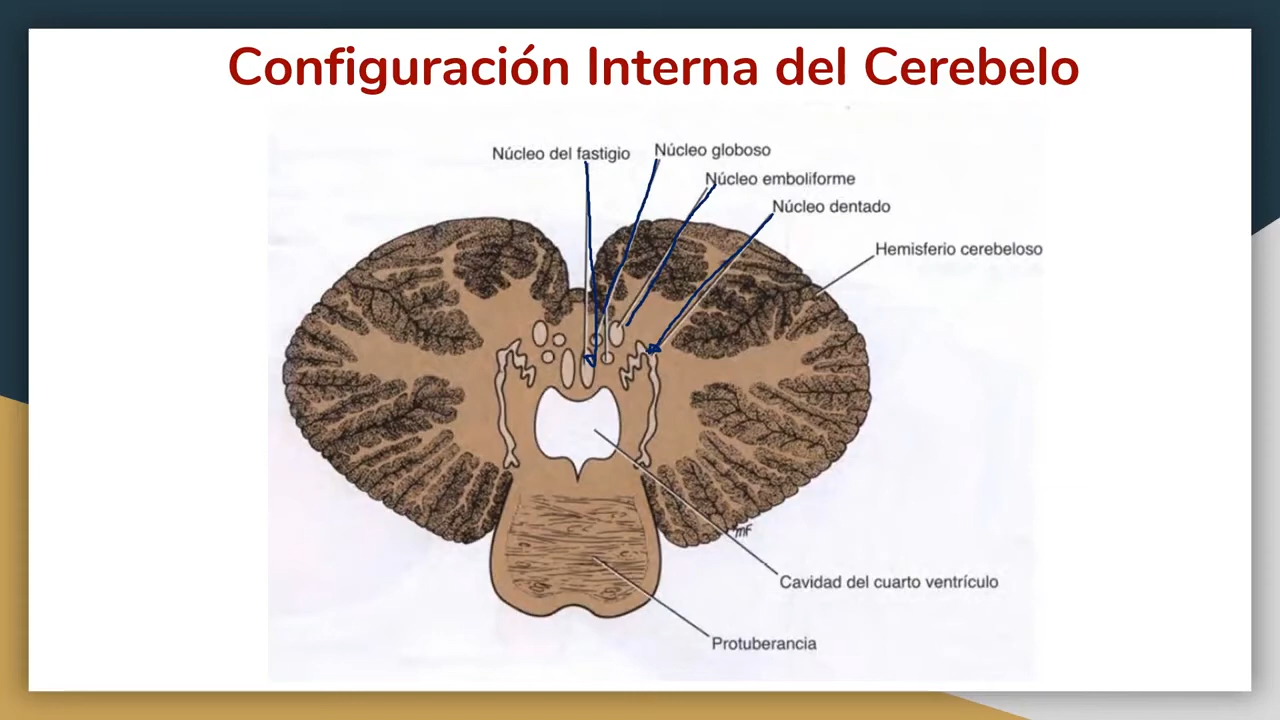 Configuración Interna del Cerebelo
Núcleo del fastigio
Núcleo globoso
Núcleo emboliforme
Núcleo dentado
Hemisferio cerebeloso
mF
Cavidad del cuarto ventrículo
Protuberancia